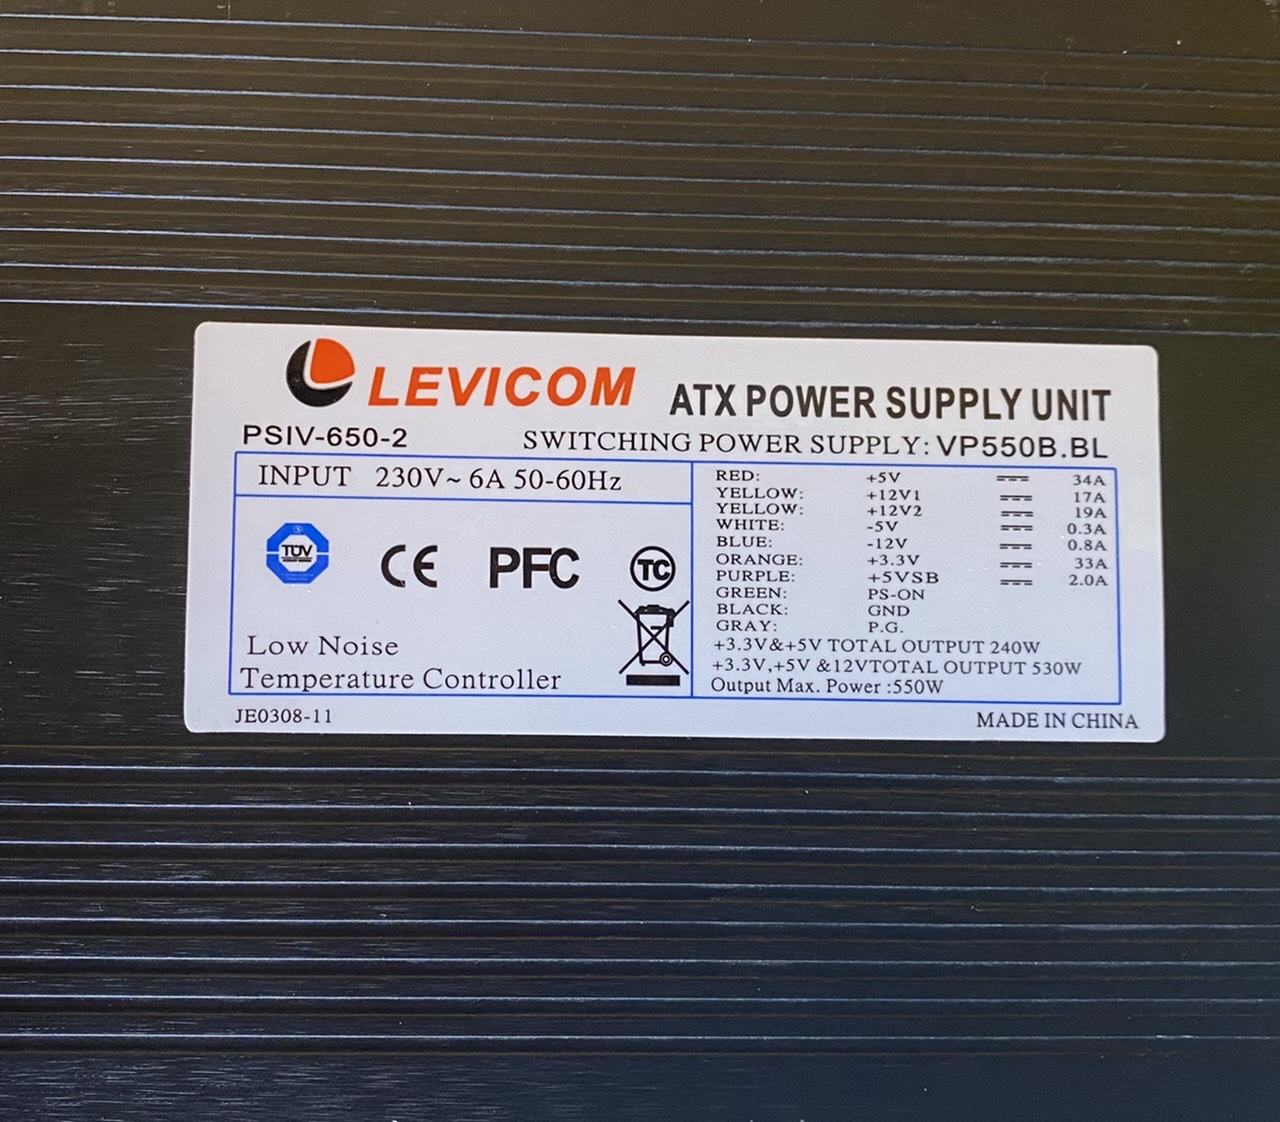 LEVICOM ATX POWER SUPPLY UNIT
PSIV-650-2 SWITCHING POWER SUPPLY: VP550B.BL
INPUT 230V~ 6A 50-60Hz
TÜV
CE PFC TC
Low Noise
Temperature Controller
RED: +5V 34A
YELLOW: +12V1 17A
YELLOW: +12V2 19A
WHITE: -5V 0.3A
BLUE: -12V 0.8A
ORANGE: +3.3V 33A
PURPLE: +5VSB 2.0A
GREEN: PS-ON
BLACK: GND
GRAY: P.G.
+3.3V&+5V TOTAL OUTPUT 240W
+3.3V,+5V &12VTOTAL OUTPUT 530W
Output Max. Power :550W
JE0308-11 MADE IN CHINA